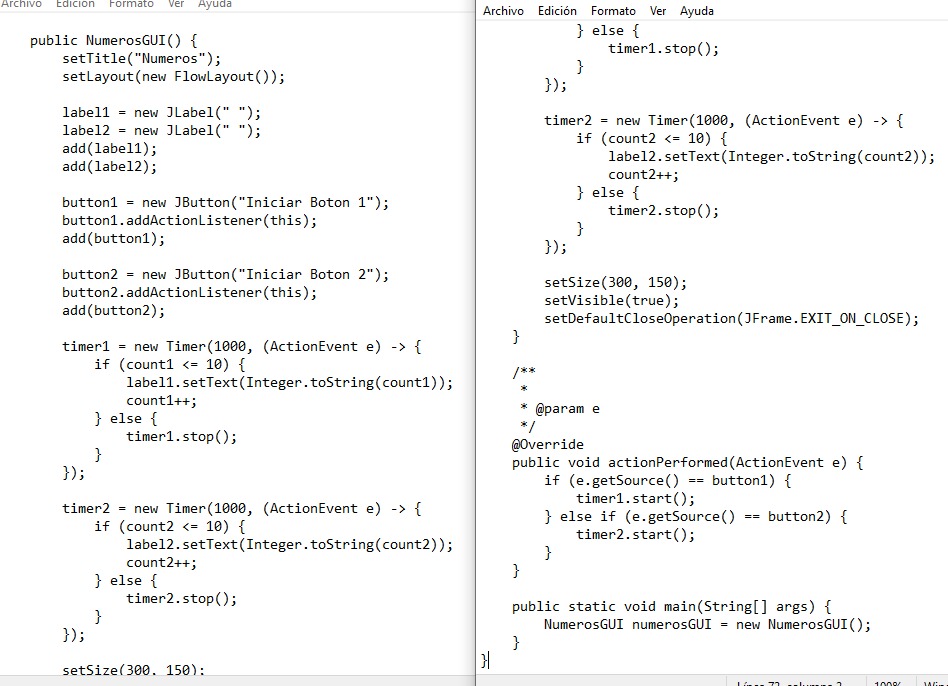 Archivo Edición Formato Ver Ayuda
public NumerosGUI() {
setTitle("Numeros");
setLayout(new FlowLayout());
label1 = new JLabel(" ");
label2 = new JLabel(" ");
add(label1);
add(label2);
button1 = new JButton("Iniciar Boton 1");
button1.addActionListener(this);
add(button1);
button2 = new JButton("Iniciar Boton 2");
button2.addActionListener(this);
add(button2);
timer1 = new Timer(1000, (ActionEvent e) -> {
if (count1 <= 10) {
label1.setText(Integer.toString(count1));
count1++;
} else {
timer1.stop();
}
});
timer2 = new Timer(1000, (ActionEvent e) -> {
if (count2 <= 10) {
label2.setText(Integer.toString(count2));
count2++;
} else {
timer2.stop();
}
});
setSize(300, 150);
Archivo Edición Formato Ver Ayuda
} else {
timer1.stop();
}
});
timer2 = new Timer(1000, (ActionEvent e) -> {
if (count2 <= 10) {
label2.setText(Integer.toString(count2));
count2++;
} else {
timer2.stop();
}
});
setSize(300, 150);
setVisible(true);
setDefaultCloseOperation(JFrame.EXIT_ON_CLOSE);
}
/**
*
* @param e
*/
@Override
public void actionPerformed(ActionEvent e) {
if (e.getSource() == button1) {
timer1.start();
} else if (e.getSource() == button2) {
timer2.start();
}
}
public static void main(String[] args) {
NumerosGUI numerosGUI = new NumerosGUI();
}
}
100%